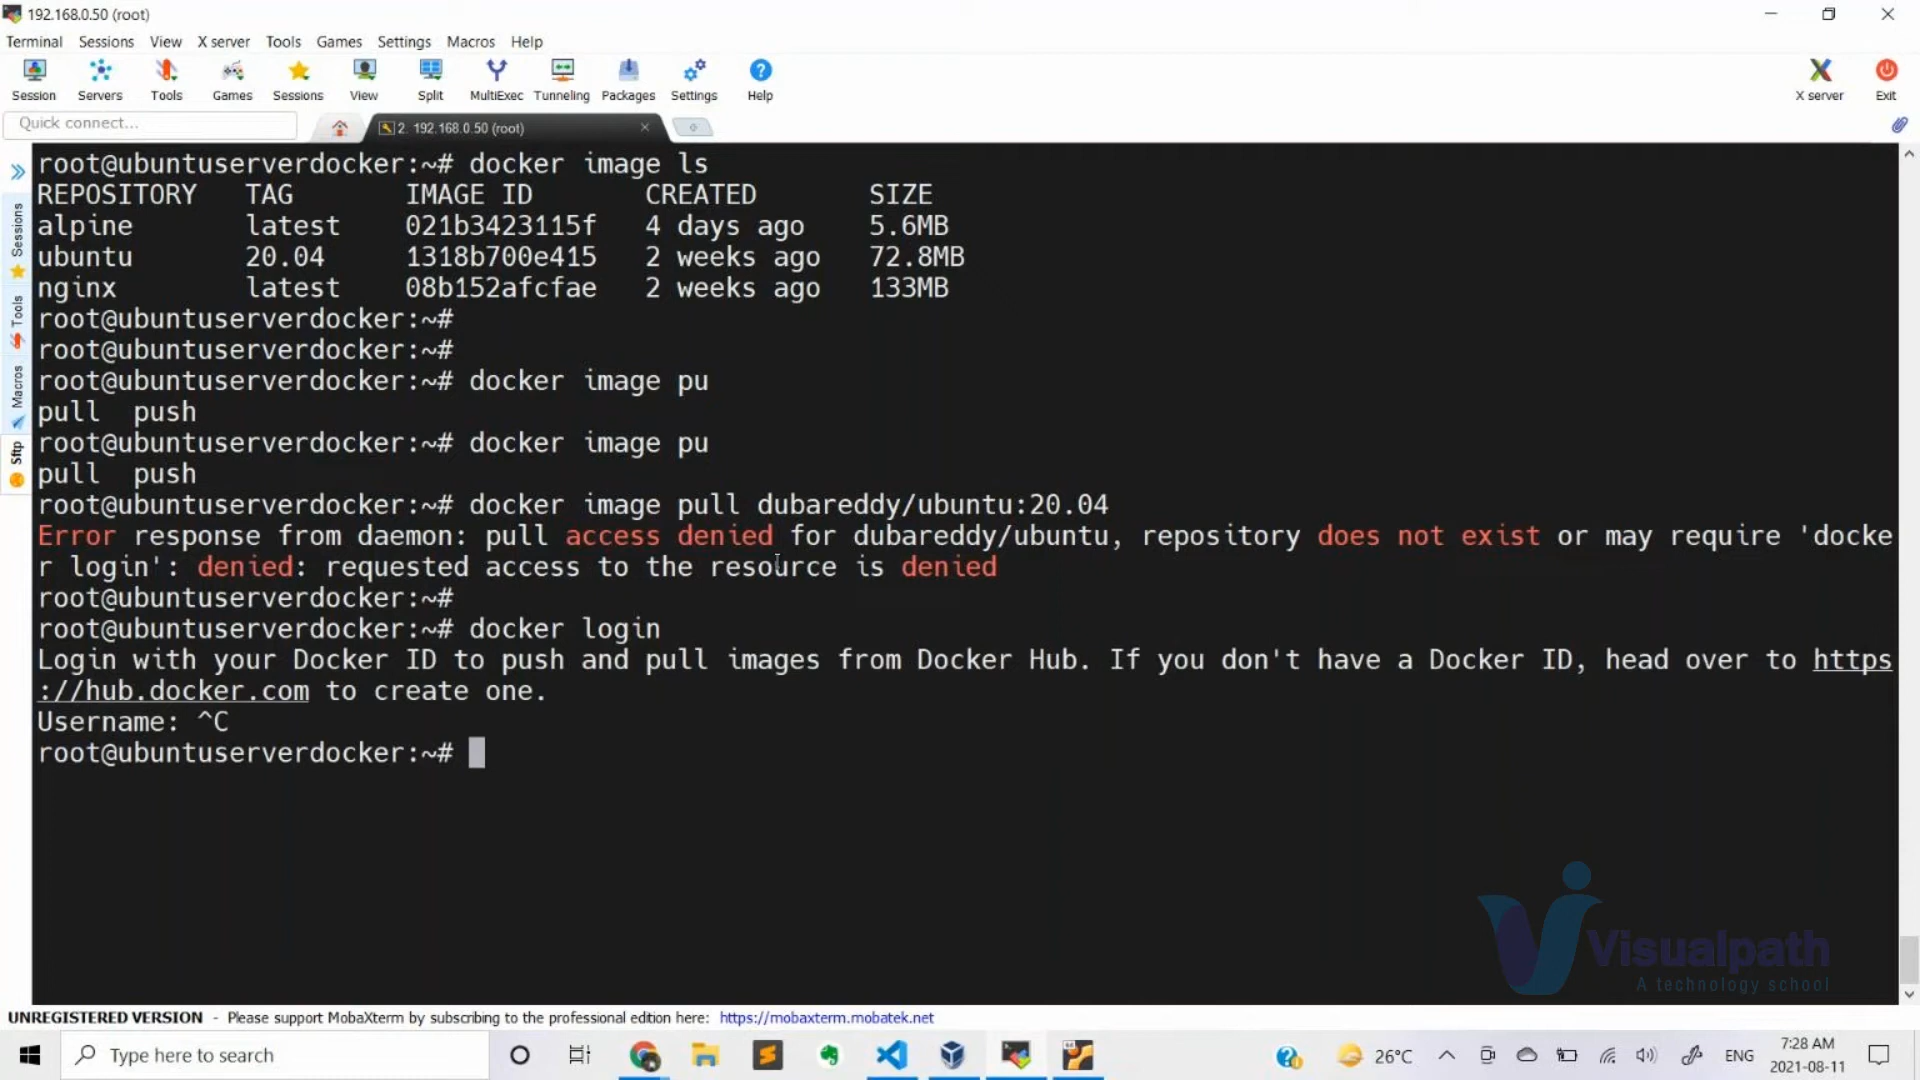 192.168.0.50 (root)
Terminal Sessions View X server Tools Games Settings Macros Help
Session Servers Tools Games Sessions View Split MultiExec Tunneling Packages Settings Help X server Exit
Quick connect...
2. 192.168.0.50 (root)
Sessions
Tools
Macros
Sftp
root@ubuntuserverdocker:~# docker image ls
REPOSITORY TAG IMAGE ID CREATED SIZE
alpine latest 021b3423115f 4 days ago 5.6MB
ubuntu 20.04 1318b700e415 2 weeks ago 72.8MB
nginx latest 08b152afcfae 2 weeks ago 133MB
root@ubuntuserverdocker:~#
root@ubuntuserverdocker:~#
root@ubuntuserverdocker:~# docker image pu
pull push
root@ubuntuserverdocker:~# docker image pu
pull push
root@ubuntuserverdocker:~# docker image pull dubareddy/ubuntu:20.04
Error response from daemon: pull access denied for dubareddy/ubuntu, repository does not exist or may require 'docke
r login': denied: requested access to the resource is denied
root@ubuntuserverdocker:~#
root@ubuntuserverdocker:~# docker login
Login with your Docker ID to push and pull images from Docker Hub. If you don't have a Docker ID, head over to https
://hub.docker.com to create one.
Username: ^C
root@ubuntuserverdocker:~#
Visualpath
A technology school
UNREGISTERED VERSION - Please support MobaXterm by subscribing to the professional edition here: https://mobaxterm.mobatek.net
Type here to search
26°C
ENG
7:28 AM
2021-08-11